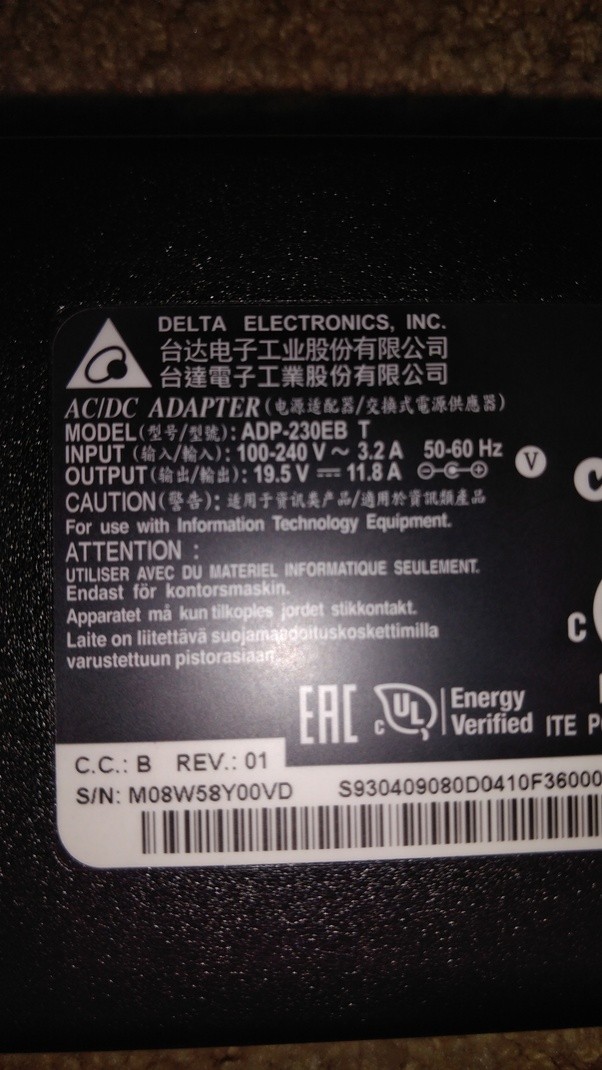 DELTA ELECTRONICS, INC.
台达电子工业股份有限公司
台達電子工業股份有限公司
AC/DC ADAPTER (电源适配器/交換式電源供應器)
MODEL (型号/型號): ADP-230EB T
INPUT (输入/輸入): 100-240 V ~ 3.2 A 50-60 Hz
OUTPUT (输出/輸出): 19.5 V ⎓ 11.8 A
V
CAUTION (警告): 适用于资讯类产品/適用於資訊類產品
For use with Information Technology Equipment.
ATTENTION :
UTILISER AVEC DU MATERIEL INFORMATIQUE SEULEMENT.
Endast för kontorsmaskin.
Apparatet må kun tilkoples jordet stikkontakt.
Laite on liitettävä suojamaadoituskoskettimilla
varustettuun pistorasiaan.
C
EAC c UL Energy
Verified ITE
C.C.: B REV.: 01
S/N: M08W58Y00VD S930409080D0410F36000